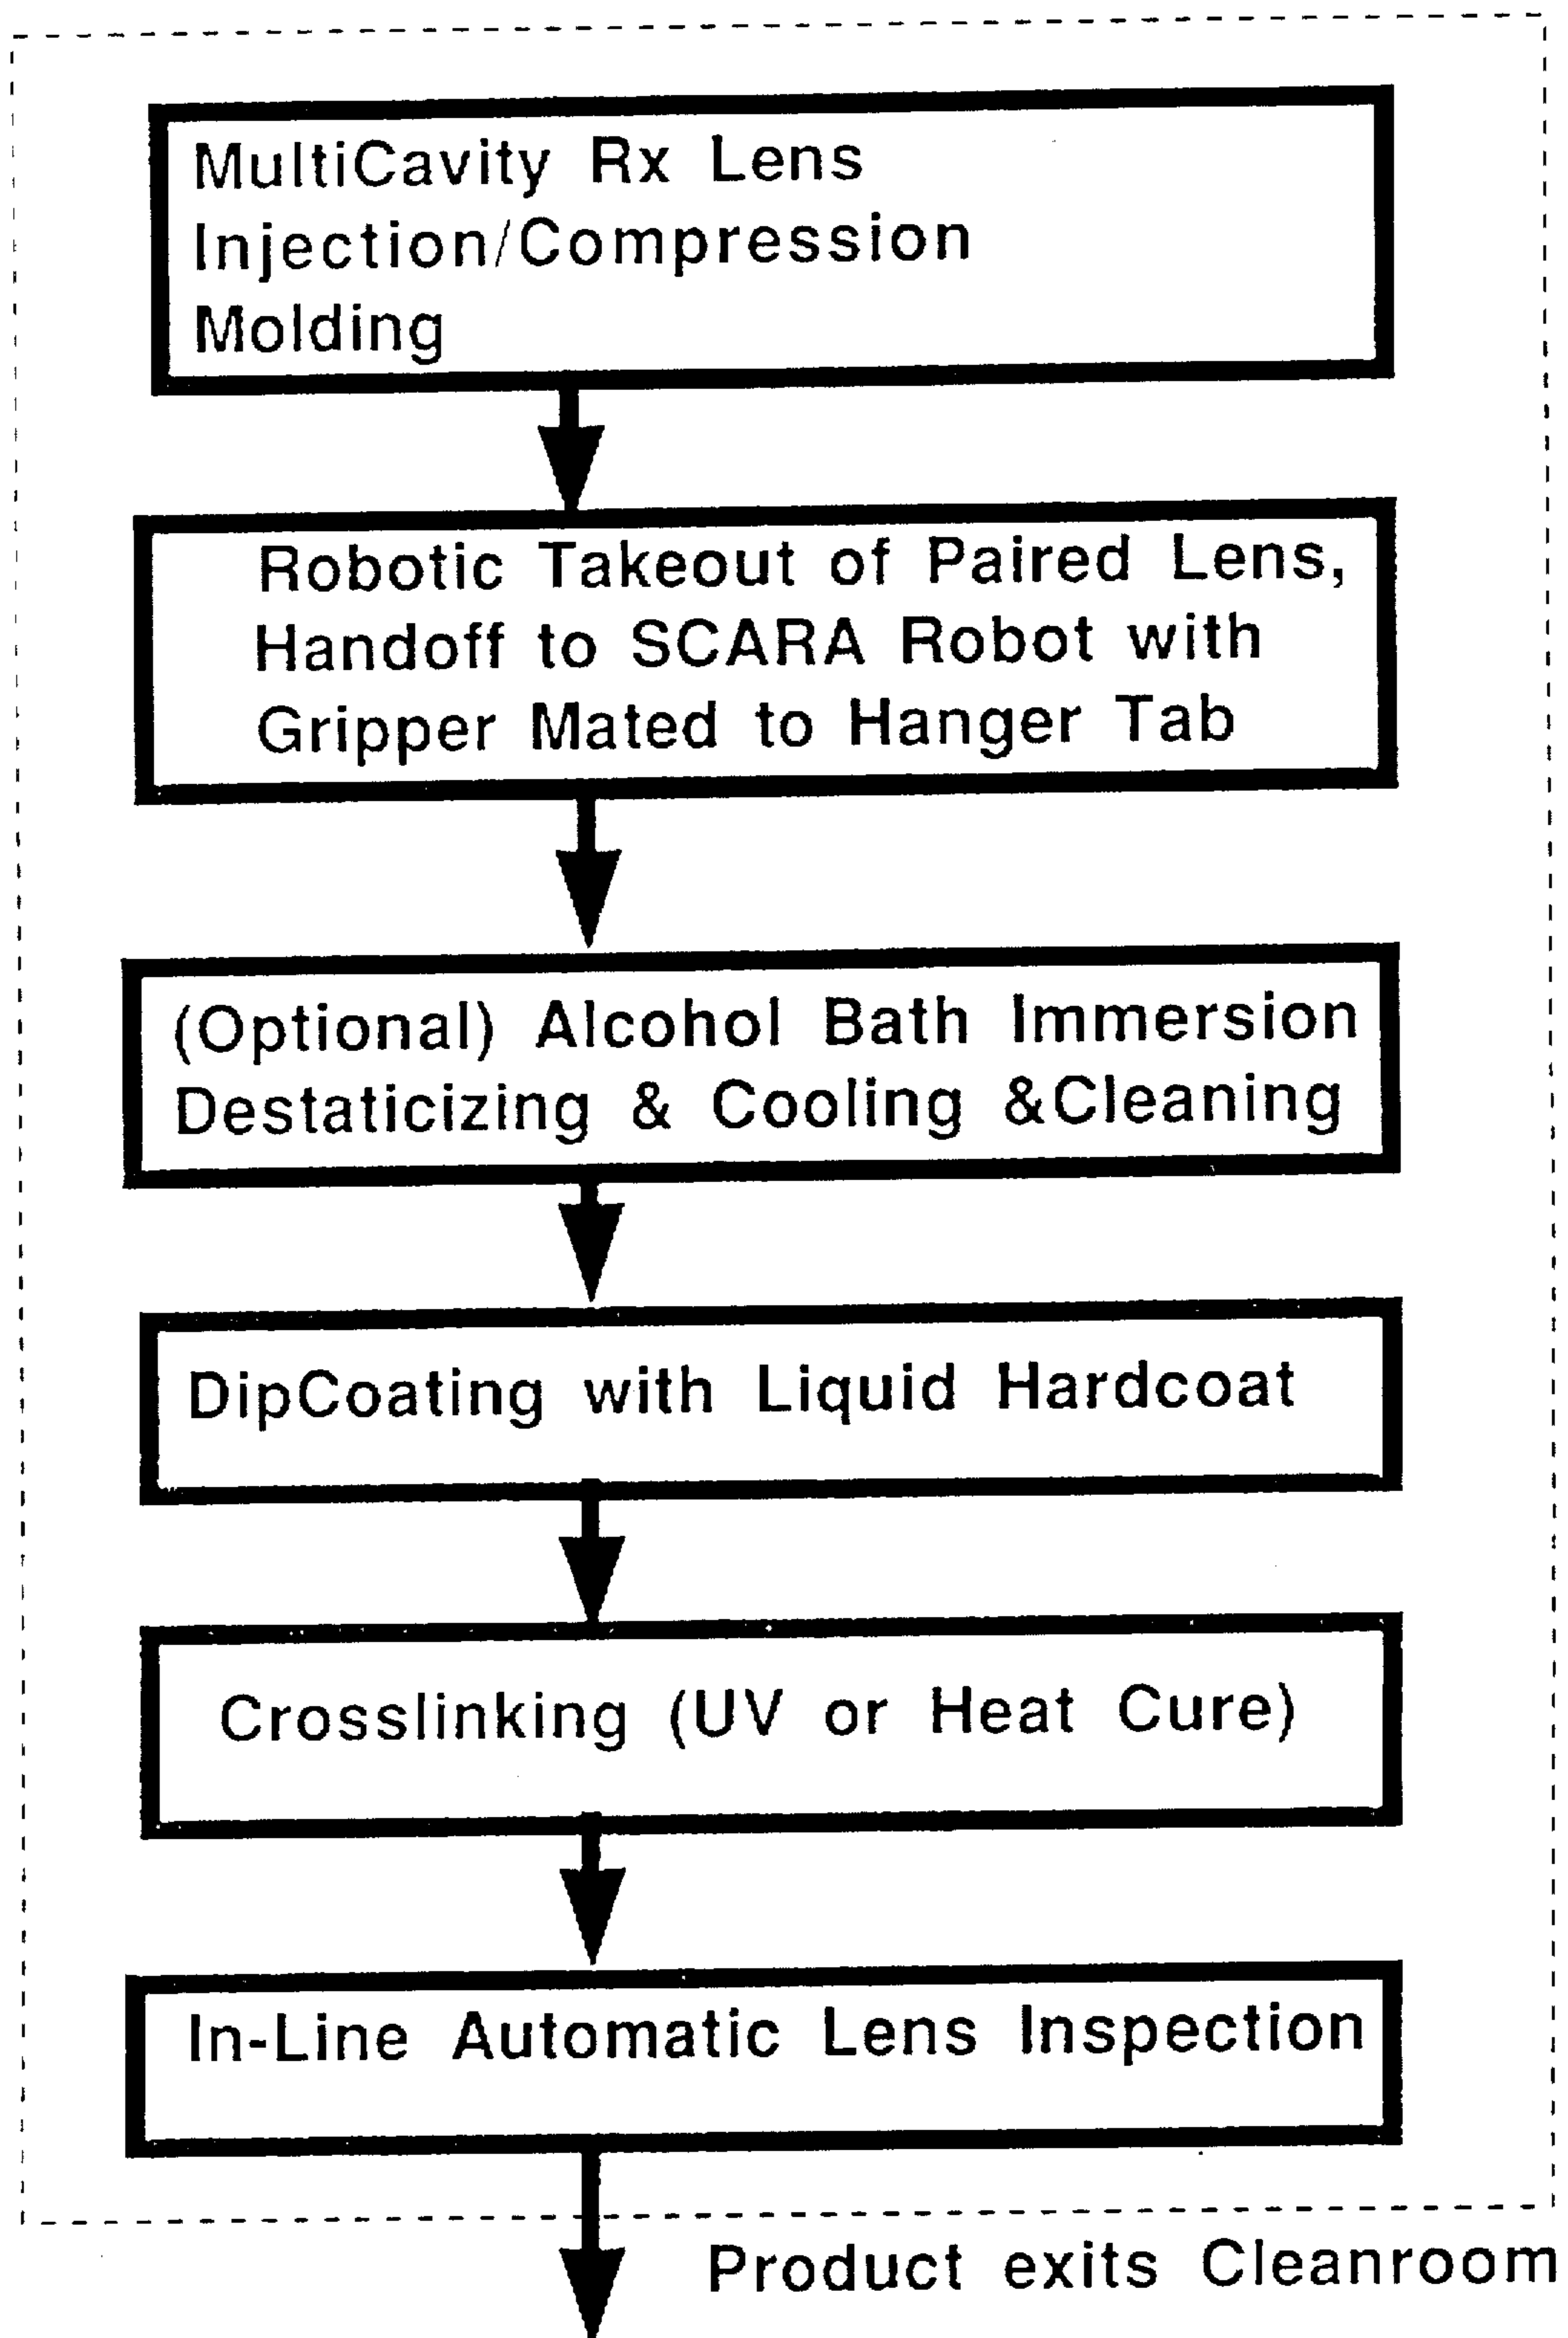 MultiCavity Rx Lens
Injection/Compression
Molding
Robotic Takeout of Paired Lens,
Handoff to SCARA Robot with
Gripper Mated to Hanger Tab
(Optional) Alcohol Bath Immersion
Destaticizing & Cooling &Cleaning
DipCoating with Liquid Hardcoat
Crosslinking (UV or Heat Cure)
In-Line Automatic Lens Inspection
Product exits Cleanroom